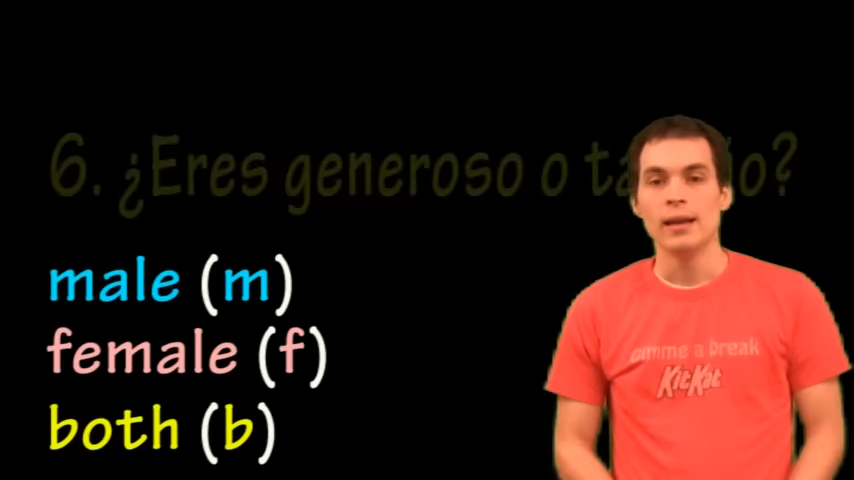 6. ¿Eres generoso o
male (m)
female (f)
both (b)
gimme a break
KitKat